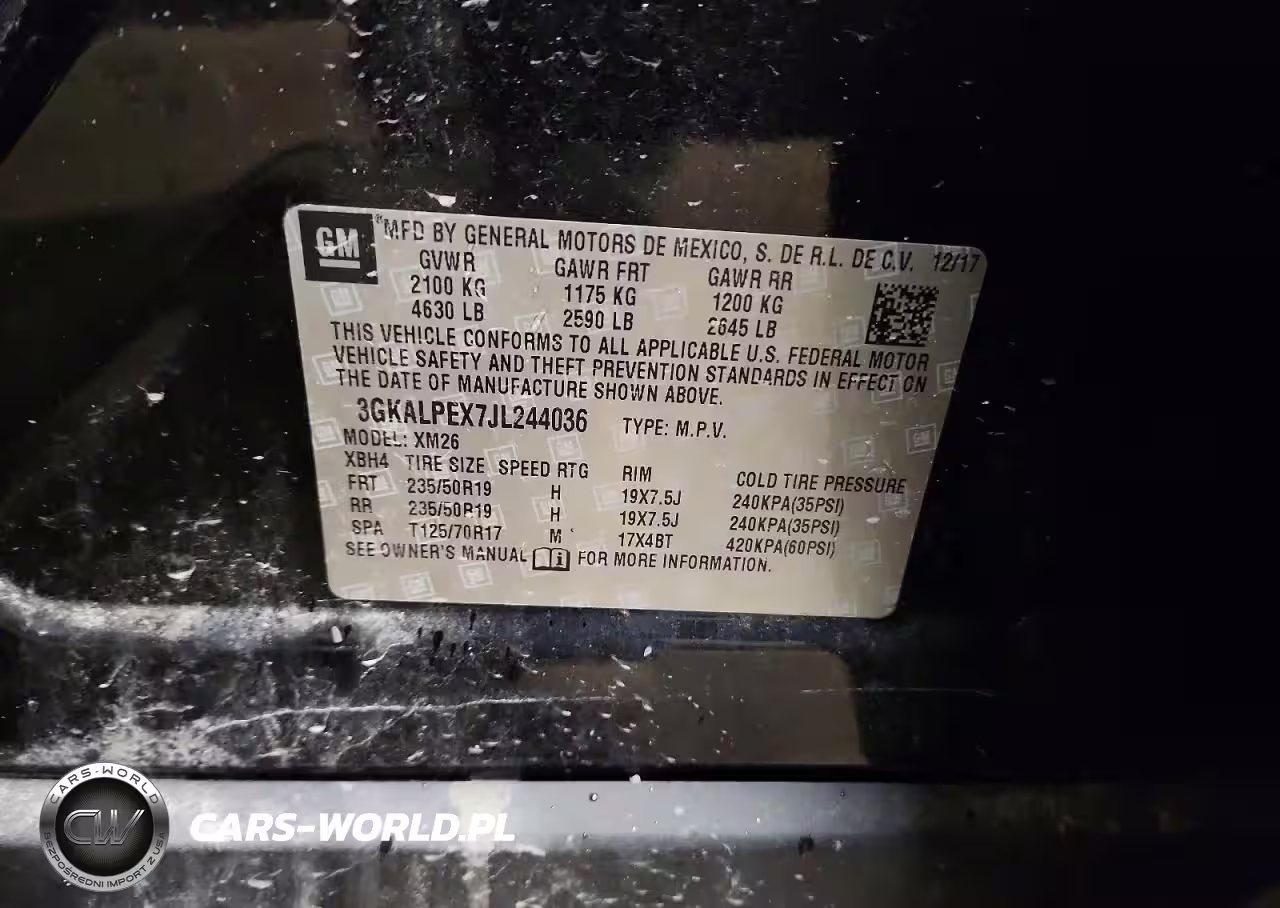 GM
®MFD BY GENERAL MOTORS DE MEXICO, S. DE R.L. DE C.V. 12/17
GVWR GAWR FRT GAWR RR
2100 KG 1175 KG 1200 KG
4630 LB 2590 LB 2645 LB
THIS VEHICLE CONFORMS TO ALL APPLICABLE U.S. FEDERAL MOTOR
VEHICLE SAFETY AND THEFT PREVENTION STANDARDS IN EFFECT ON
THE DATE OF MANUFACTURE SHOWN ABOVE.
3GKALPEX7JL244036 TYPE: M.P.V.
MODEL: XM26
XBH4 TIRE SIZE SPEED RTG RIM COLD TIRE PRESSURE
FRT 235/50R19 H 19X7.5J 240KPA(35PSI)
RR 235/50R19 H 19X7.5J 240KPA(35PSI)
SPA T125/70R17 M 17X4BT 420KPA(60PSI)
SEE OWNER'S MANUAL i FOR MORE INFORMATION.
CARS-WORLD
CW
BEZPOŚREDNI IMPORT Z USA
CARS-WORLD.PL